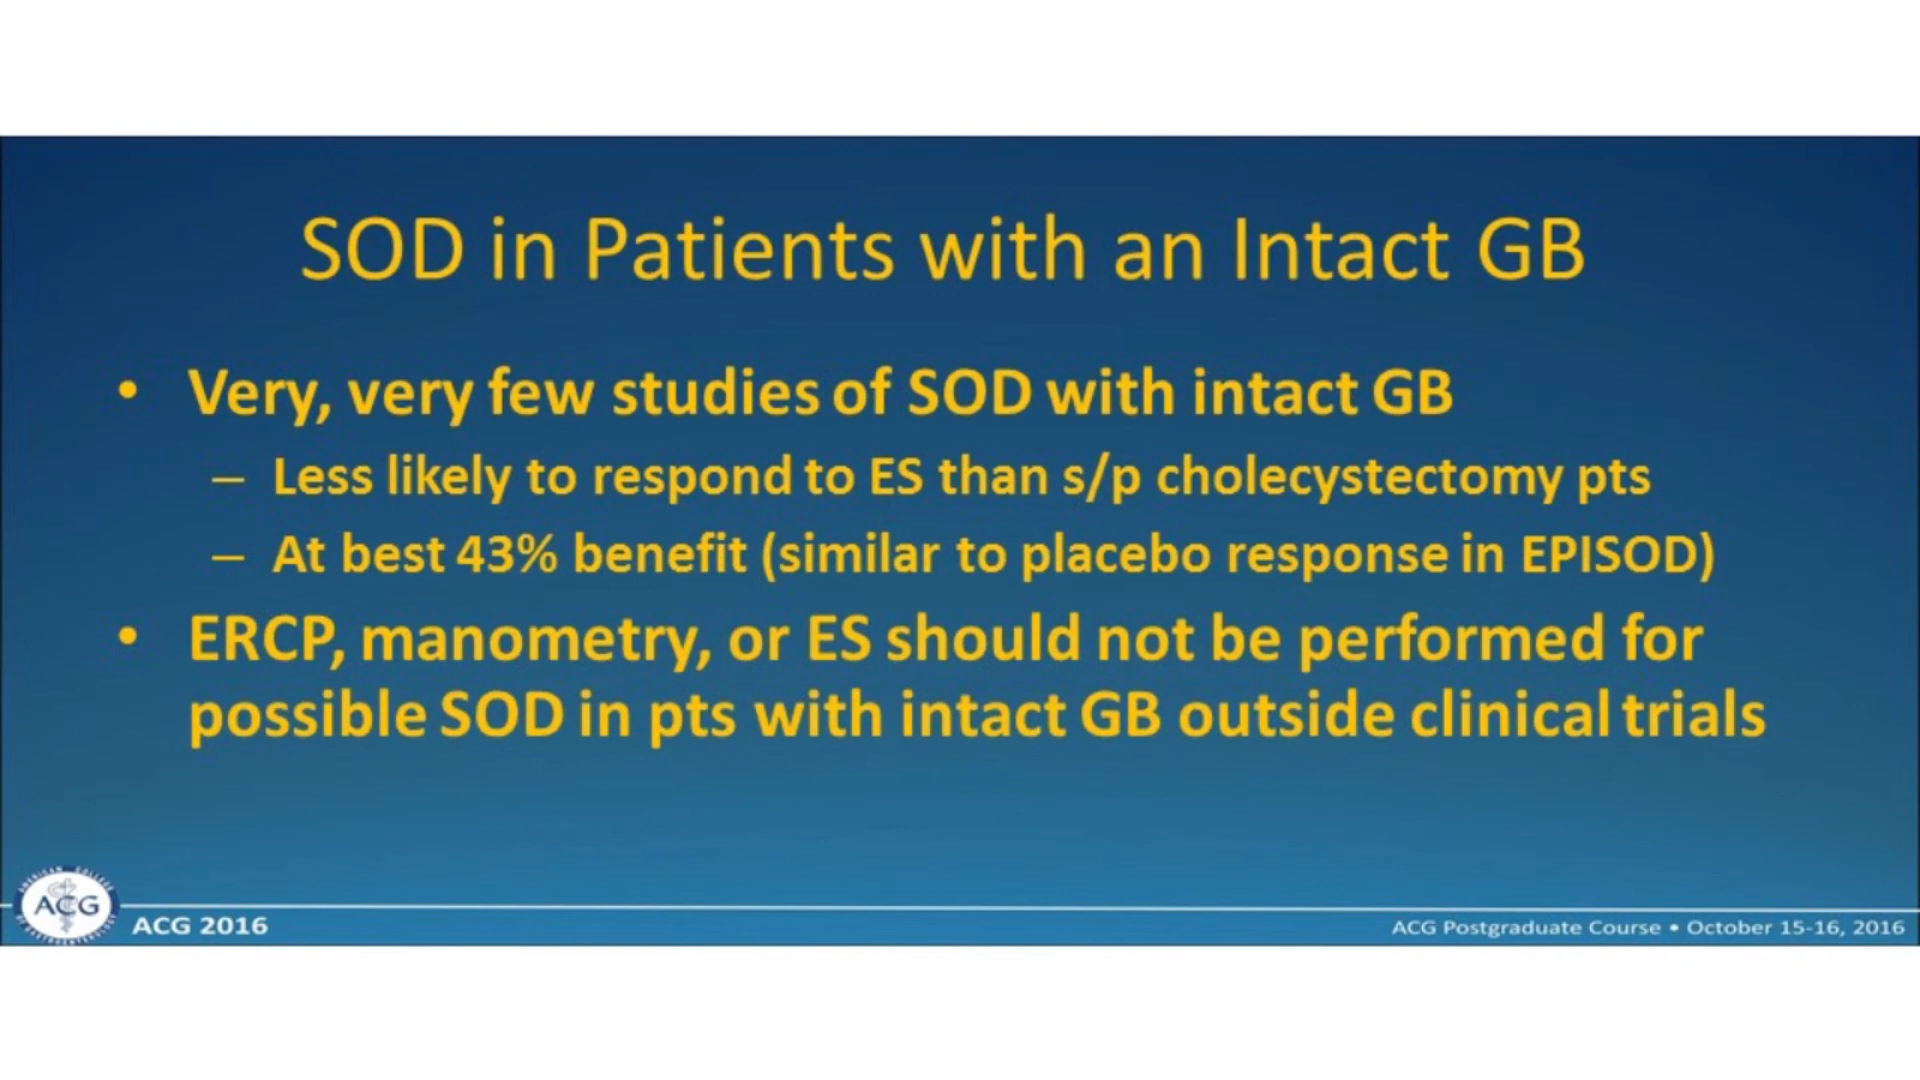 SOD in Patients with an Intact GB
• Very, very few studies of SOD with intact GB
– Less likely to respond to ES than s/p cholecystectomy pts
– At best 43% benefit (similar to placebo response in EPISOD)
• ERCP, manometry, or ES should not be performed for
possible SOD in pts with intact GB outside clinical trials
ACG
ACG 2016
ACG Postgraduate Course • October 15-16, 2016